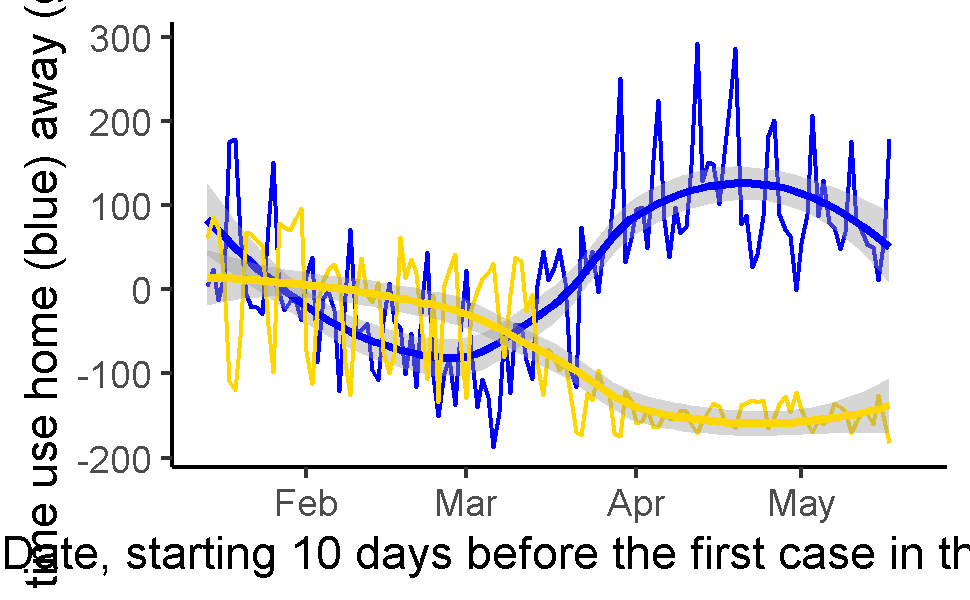 time use home (blue) away (
300
200
100
0
-100
-200
Feb Mar Apr May
Date, starting 10 days before the first case in th